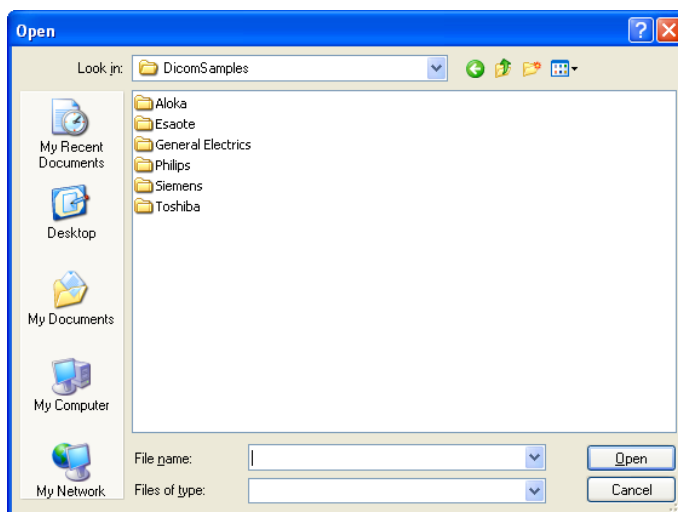 Open
Look in:
DicomSamples
Aloka
Esaote
General Electrics
Philips
Siemens
Toshiba
My Recent
Documents
Desktop
My Documents
My Computer
My Network
File name:
Open
Files of type:
Cancel